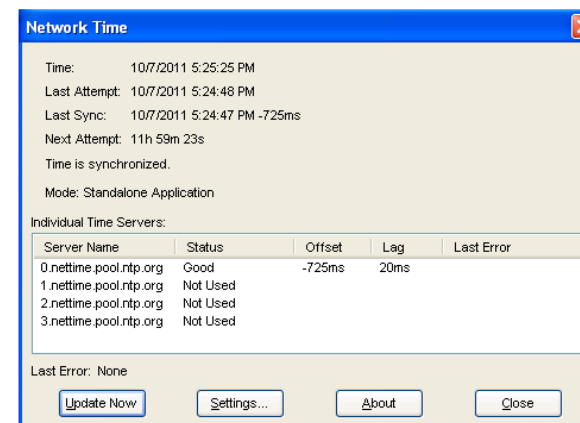 Network Time
Time: 10/7/2011 5:25:25 PM
Last Attempt: 10/7/2011 5:24:48 PM
Last Sync: 10/7/2011 5:24:47 PM -725ms
Next Attempt: 11h 59m 23s
Time is synchronized.
Mode: Standalone Application
Individual Time Servers:
Server Name Status Offset Lag Last Error
0.nettime.pool.ntp.org Good -725ms 20ms
1.nettime.pool.ntp.org Not Used
2.nettime.pool.ntp.org Not Used
3.nettime.pool.ntp.org Not Used
Last Error: None
Update Now Settings... About Close